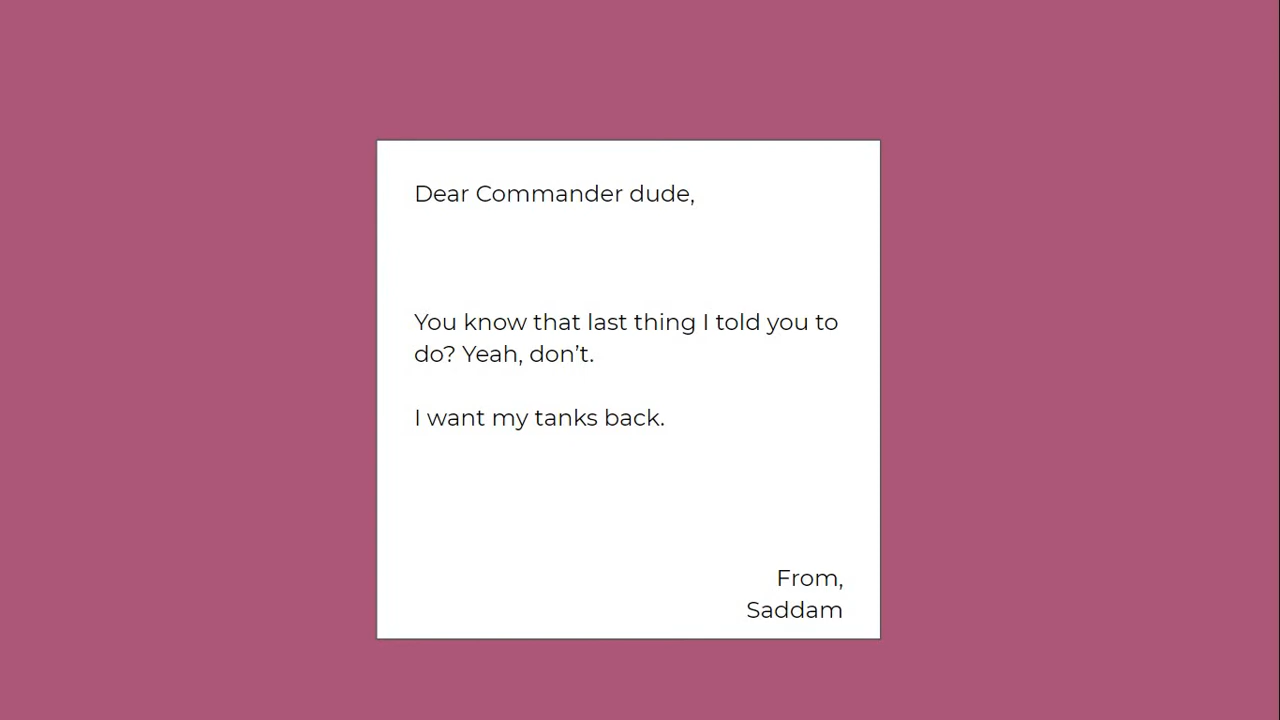 Dear Commander dude,
You know that last thing I told you to
do? Yeah, don’t.
I want my tanks back.
From,
Saddam